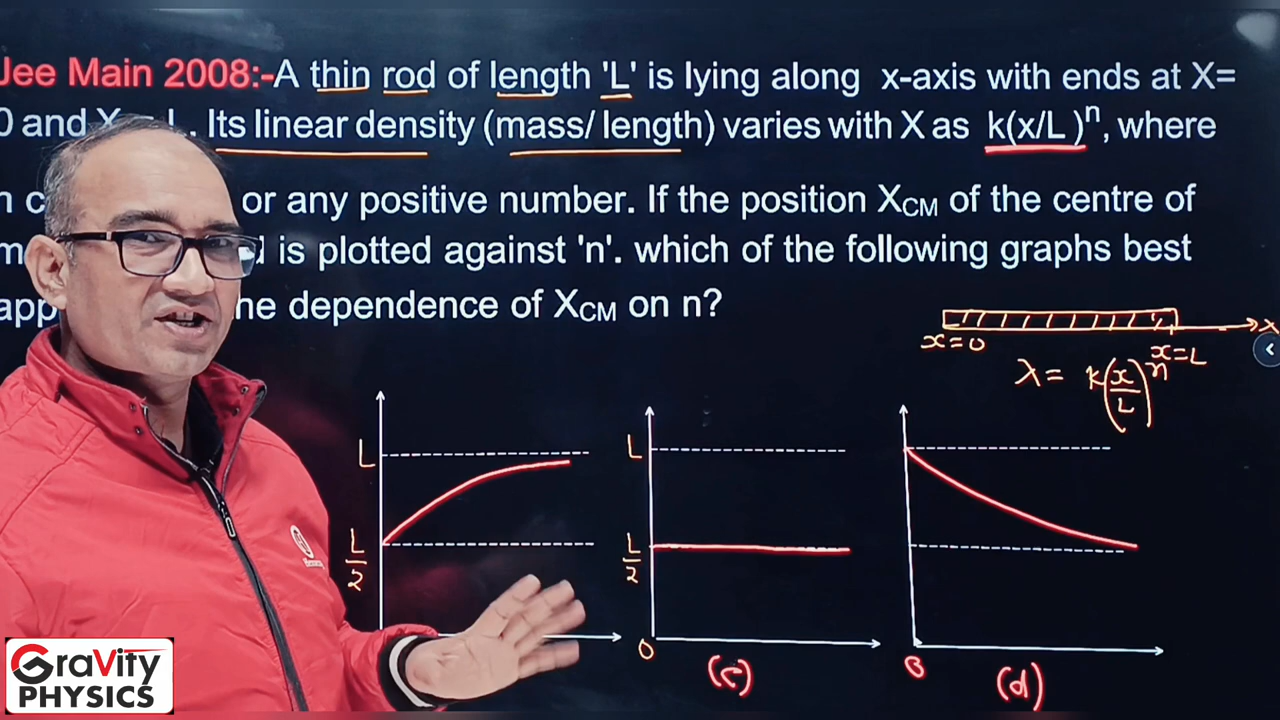 Jee Main 2008:-A thin rod of length 'L' is lying along x-axis with ends at X=
0 and X = L. Its linear density (mass/ length) varies with X as k(x/L )ⁿ, where
or any positive number. If the position XCM of the centre of
is plotted against 'n'. which of the following graphs best
dependence of XCM on n?
x=0
x=L
x
λ = k(x/L)ⁿ
L
L/2
L
L/2
0
(c)
0
(d)
GraVity
PHYSICS